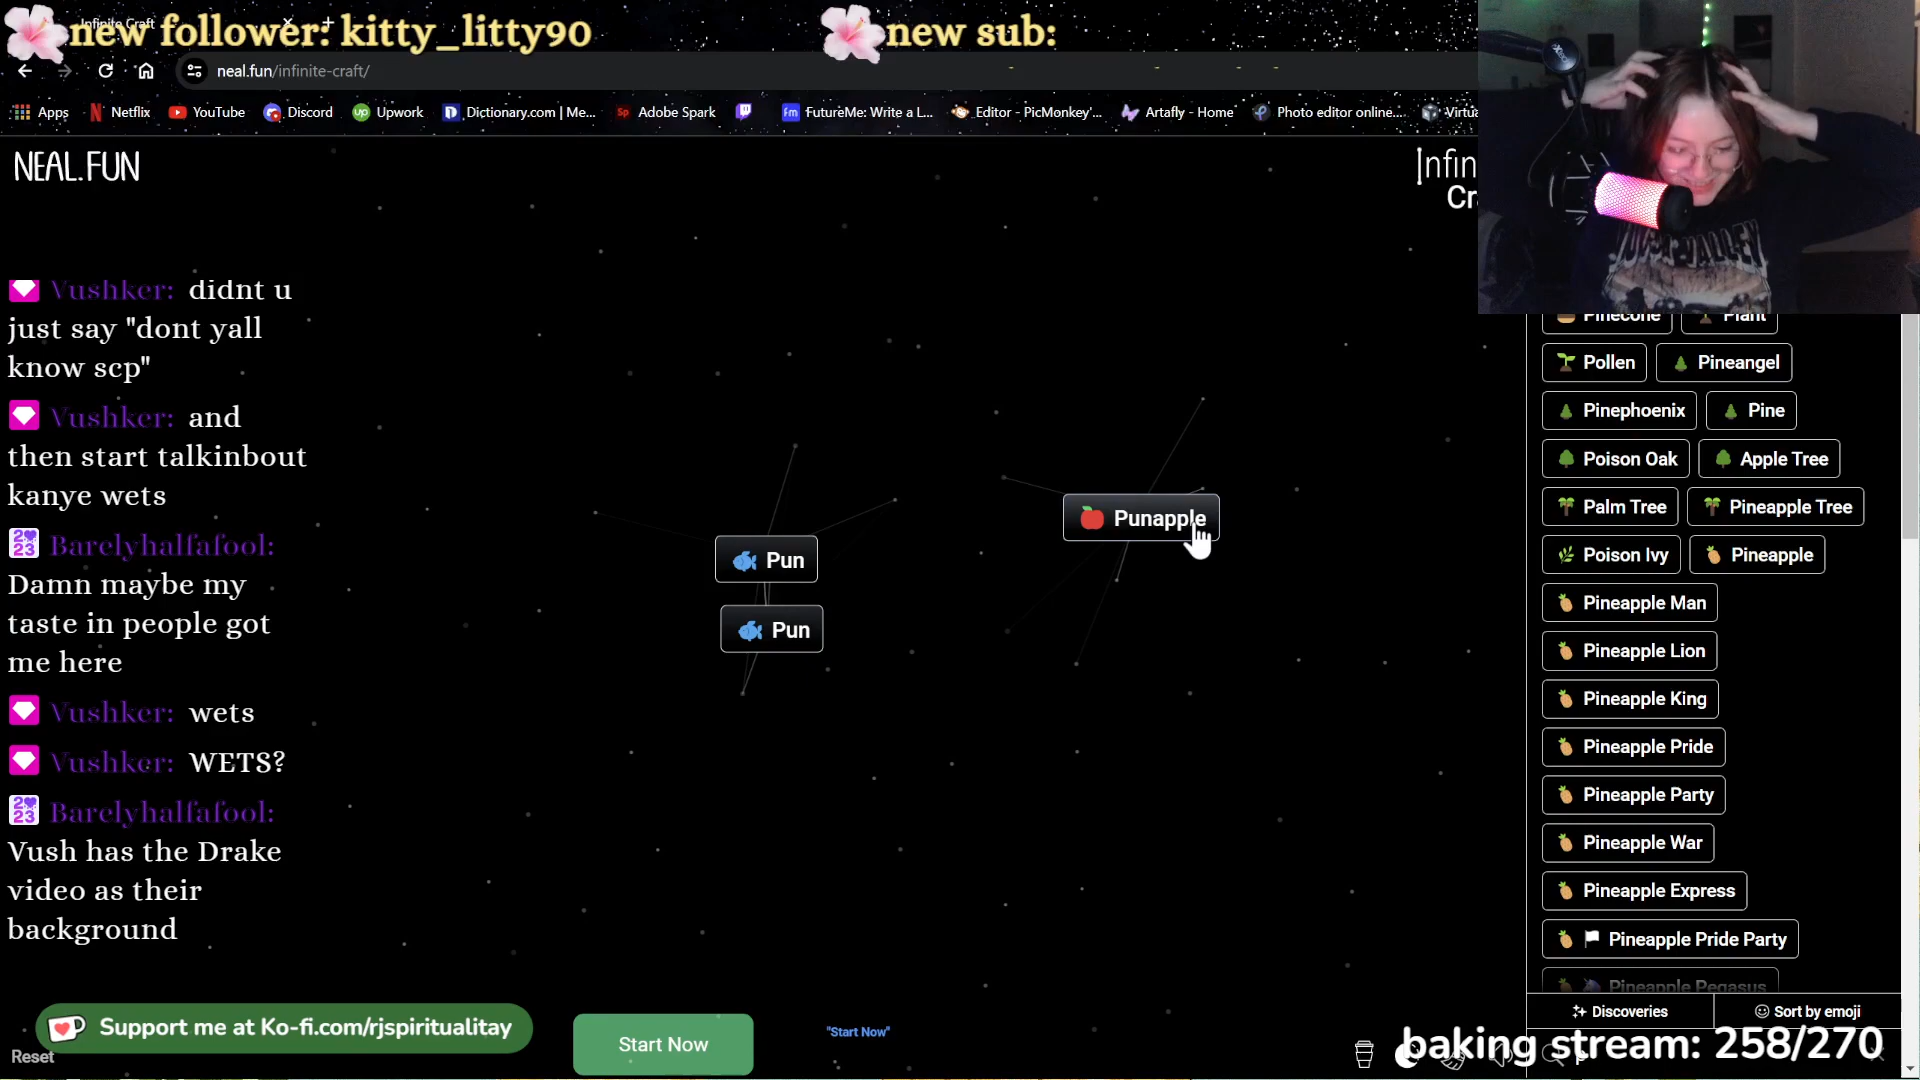 Infinite Craft
new follower: kitty_litty90
new sub:
neal.fun/infinite-craft/
Apps
Netflix
YouTube
Discord
Upwork
Dictionary.com | Me...
Adobe Spark
FutureMe: Write a L...
Editor - PicMonkey'...
Artafly - Home
Photo editor online...
NEAL.FUN
Vushker: didnt u
just say "dont yall
know scp"
Vushker: and
then start talkinbout
kanye wets
Barelyhalfafool:
Damn maybe my
taste in people got
me here
Vushker: wets
Vushker: WETS?
Barelyhalfafool:
Vush has the Drake
video as their
background
Pun
Pun
Punapple
Pinecone
Plant
Pollen
Pineangel
Pinephoenix
Pine
Poison Oak
Apple Tree
Palm Tree
Pineapple Tree
Poison Ivy
Pineapple
Pineapple Man
Pineapple Lion
Pineapple King
Pineapple Pride
Pineapple Party
Pineapple War
Pineapple Express
Pineapple Pride Party
Pineapple Pegasus
Discoveries
Sort by emoji
Support me at Ko-fi.com/rjspiritualitay
Reset
Start Now
"Start Now"
baking stream: 258/270